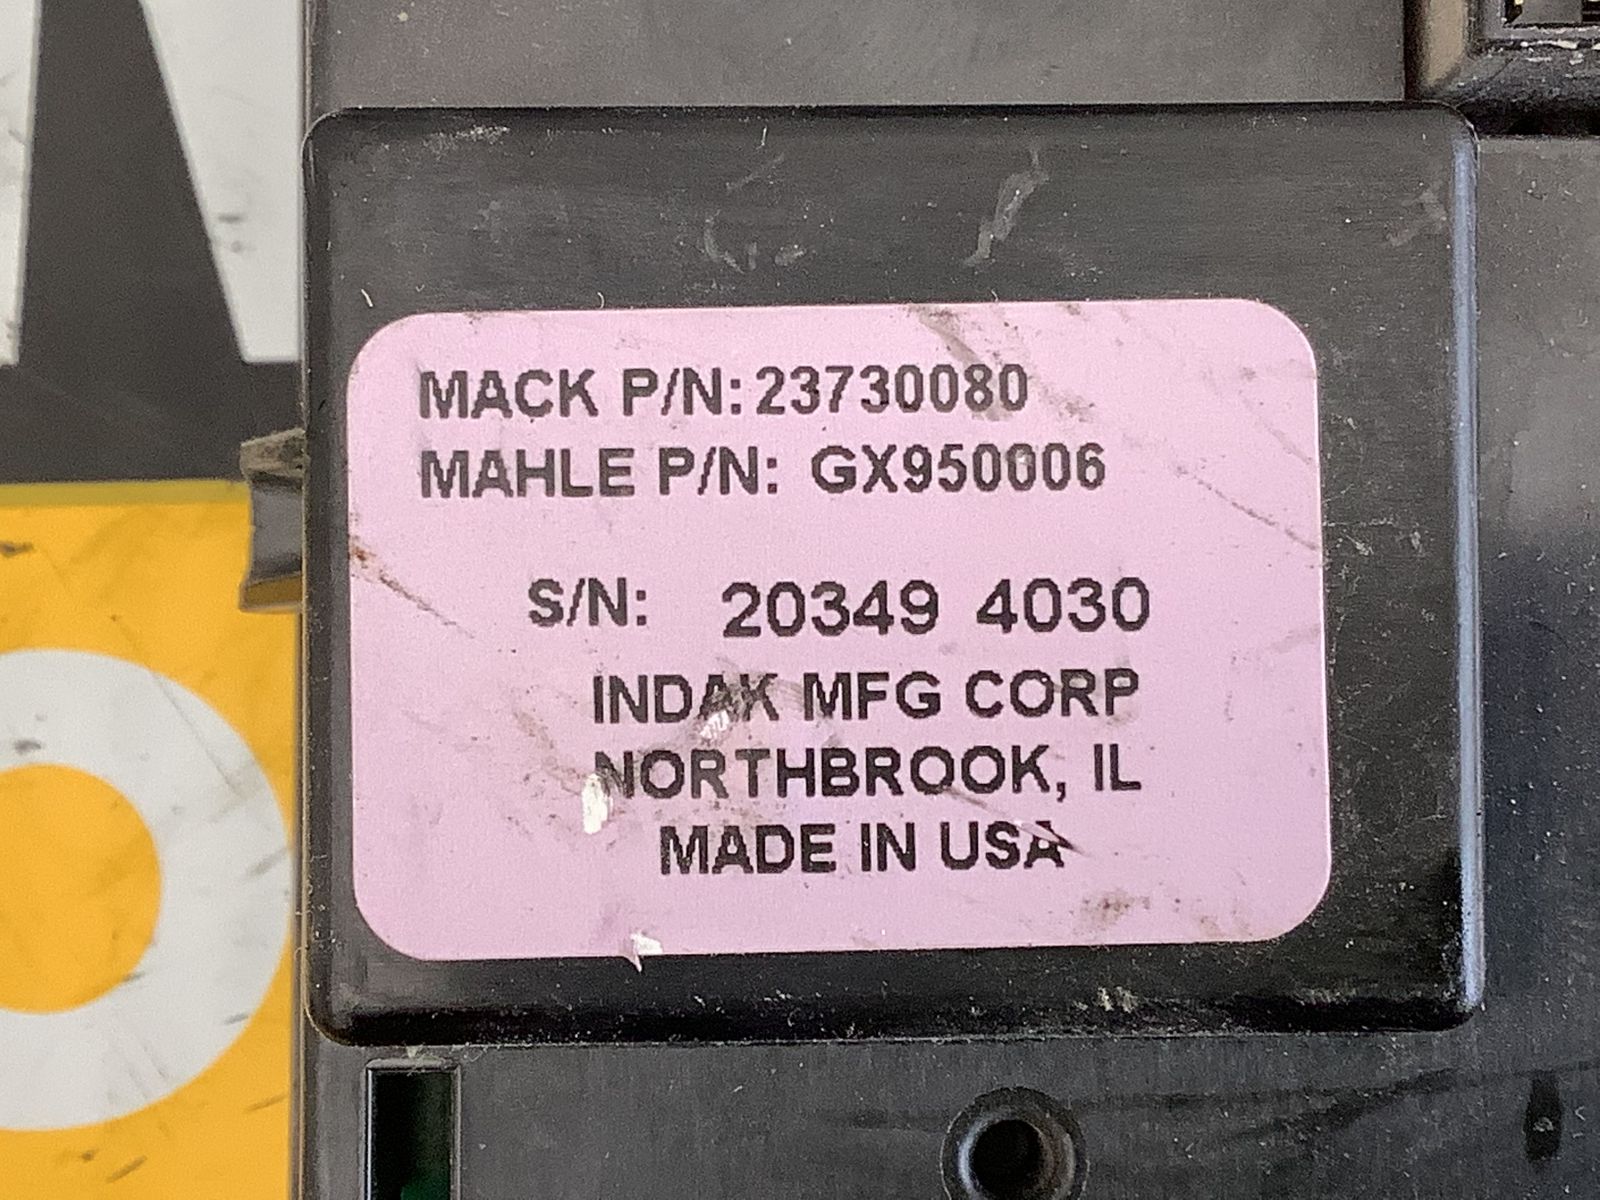 MACK P/N: 23730080
MAHLE P/N: GX950006
S/N: 20349 4030
INDAK MFG CORP
NORTHBROOK, IL
MADE IN USA